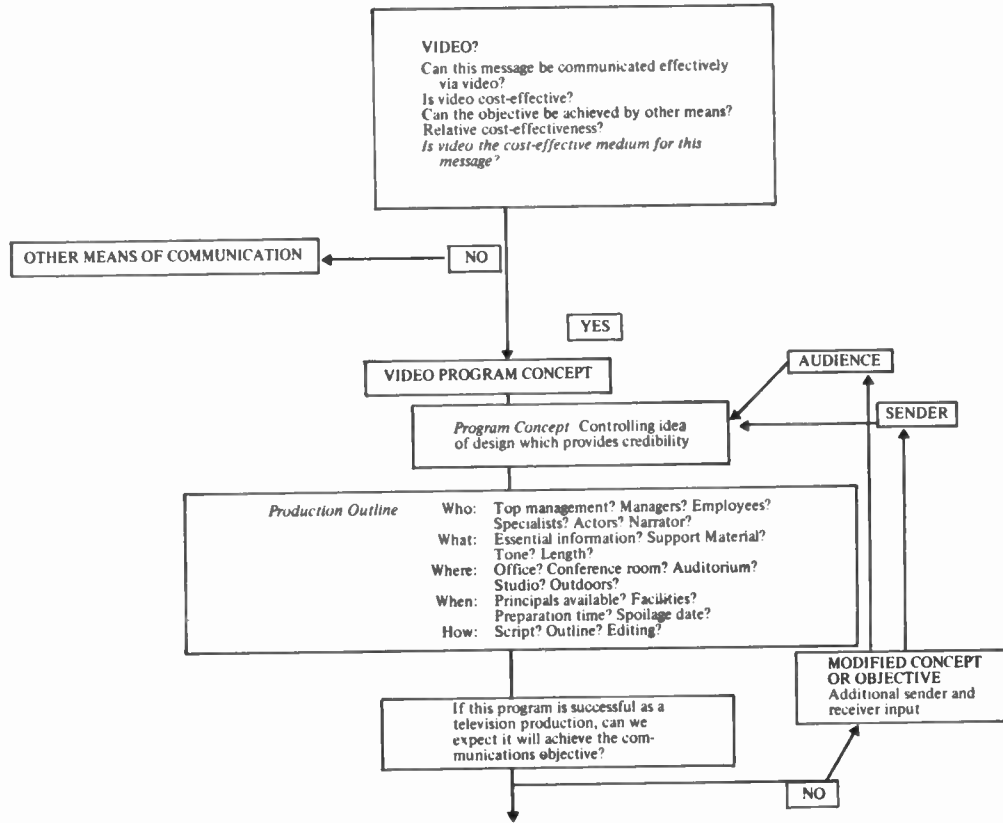 VIDEO?
Can this message be communicated effectively
via video?
Is video cost-effective?
Can the objective be achieved by other means?
Relative cost-effectiveness?
Is video the cost-effective medium for this
message?
OTHER MEANS OF COMMUNICATION
NO
YES
VIDEO PROGRAM CONCEPT
AUDIENCE
SENDER
Program Concept Controlling idea
of design which provides credibility
Production Outline Who: Top management? Managers? Employees?
Specialists? Actors? Narrator?
What: Essential information? Support Material?
Tone? Length?
Where: Office? Conference room? Auditorium?
Studio? Outdoors?
When: Principals available? Facilities?
Preparation time? Spoilage date?
How: Script? Outline? Editing?
MODIFIED CONCEPT
OR OBJECTIVE
Additional sender and
receiver input
If this program is successful as a
television production, can we
expect it will achieve the com-
munications objective?
NO